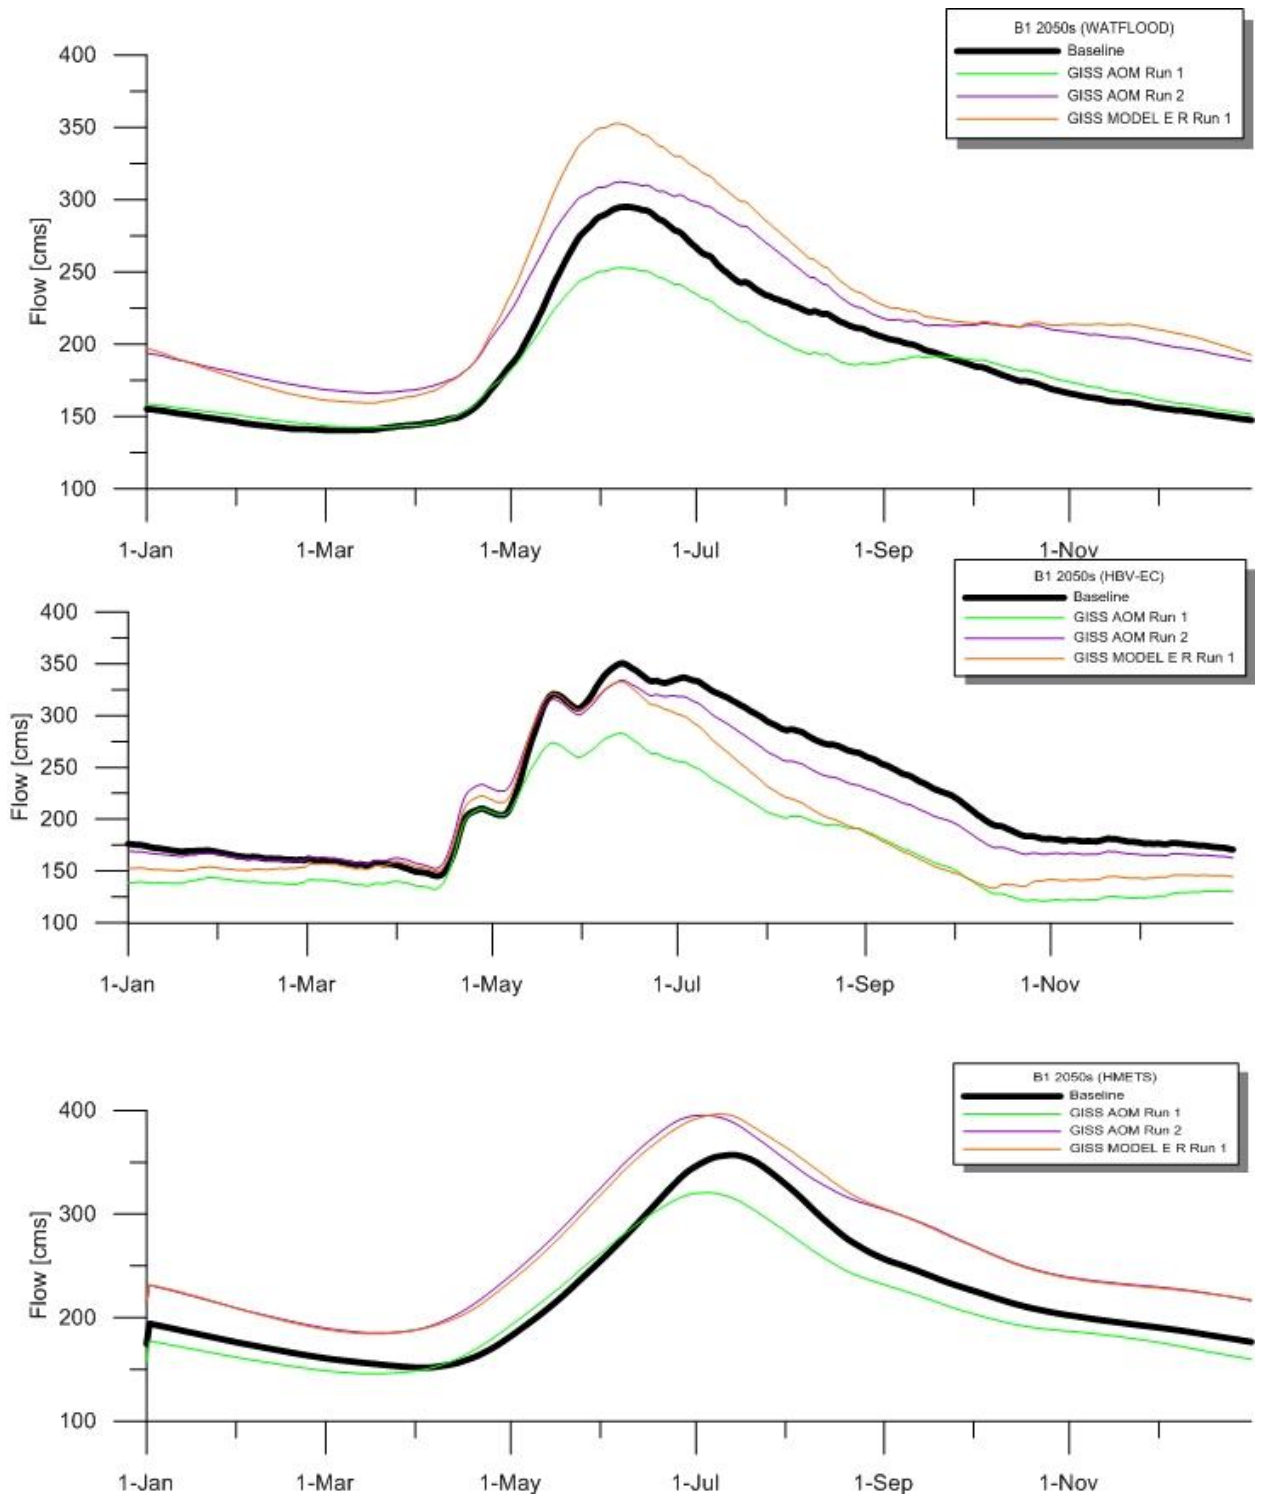 B1 2050s (WATFLOOD)
Baseline
GISS AOM Run 1
GISS AOM Run 2
GISS MODEL E R Run 1
400
350
300
250
200
150
100
Flow [cms]
1-Jan
1-Mar
1-May
1-Jul
1-Sep
1-Nov
B1 2050s (HBV-EC)
Baseline
GISS AOM Run 1
GISS AOM Run 2
GISS MODEL E R Run 1
400
350
300
250
200
150
100
Flow [cms]
1-Jan
1-Mar
1-May
1-Jul
1-Sep
1-Nov
B1 2050s (HMETS)
Baseline
GISS AOM Run 1
GISS AOM Run 2
GISS MODEL E R Run 1
400
300
200
100
Flow [cms]
1-Jan
1-Mar
1-May
1-Jul
1-Sep
1-Nov